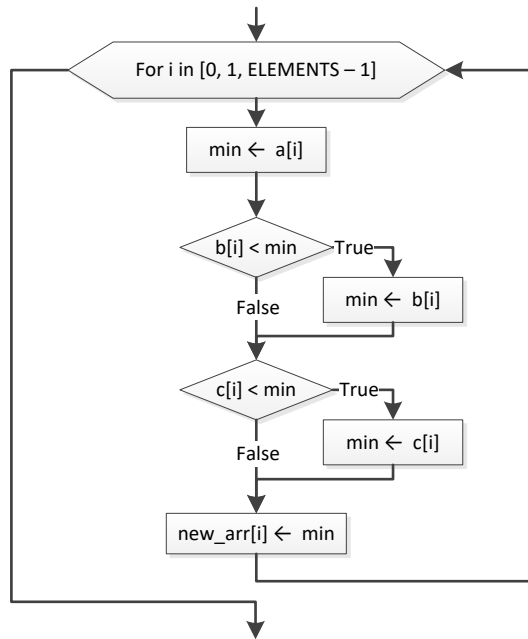 For i in [0, 1, ELEMENTS – 1]
min ← a[i]
b[i] < min
True
min ← b[i]
False
c[i] < min
True
min ← c[i]
False
new_arr[i] ← min